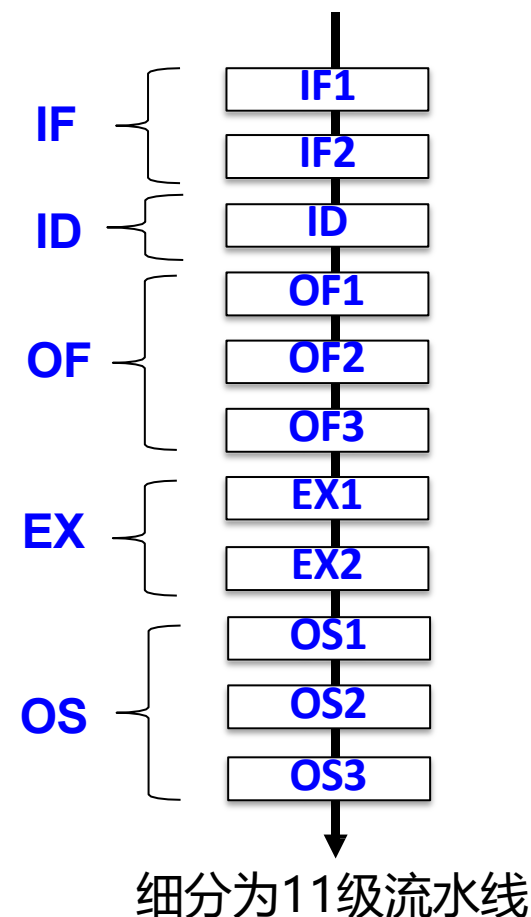 IF
IF1
IF2
ID
ID
OF
OF1
OF2
OF3
EX
EX1
EX2
OS
OS1
OS2
OS3
细分为11级流水线